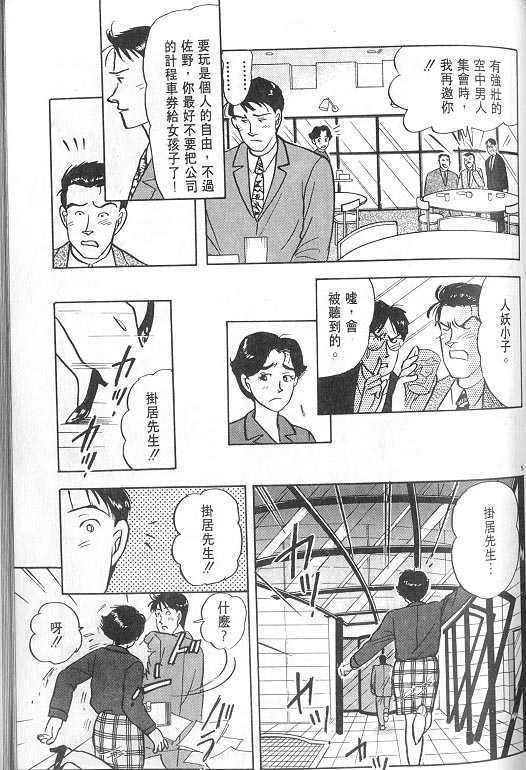 有強壯的
空中男人
集會時，
我再邀你
!!
………
要玩是個人的自由，不過
佐野，你最好不要把公司
的計程車券給女孩子了！
人妖小子。
噓，會
被聽到的。
掛居先生!!
掛居先生…
掛居先生!!
什麼？
呀!!